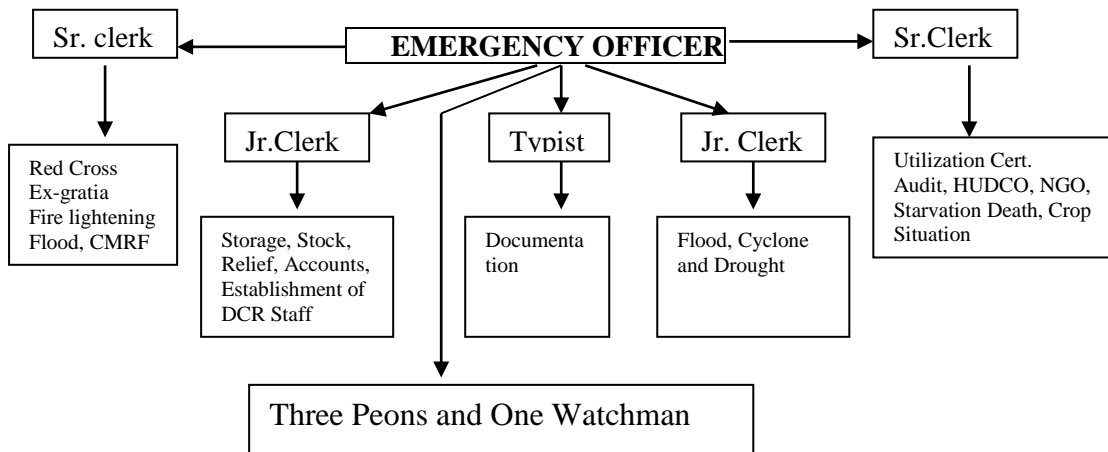 Sr. clerk
EMERGENCY OFFICER
Sr.Clerk
Jr.Clerk
Typist
Jr. Clerk
Red Cross
Ex-gratia
Fire lightening
Flood, CMRF
Storage, Stock,
Relief, Accounts,
Establishment of
DCR Staff
Documenta
tion
Flood, Cyclone
and Drought
Utilization Cert.
Audit, HUDCO, NGO,
Starvation Death, Crop
Situation
Three Peons and One Watchman